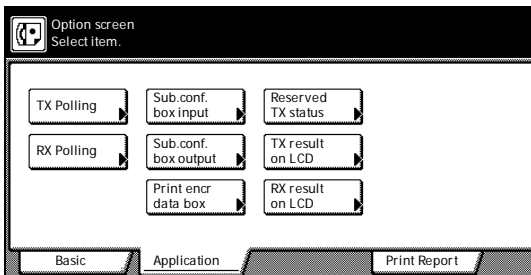 Option screen
Select item.
TX Polling
Sub.conf.
box input
Reserved
TX status
RX Polling
Sub.conf.
box output
TX result
on LCD
Print encr
data box
RX result
on LCD
Basic
Application
Print Report